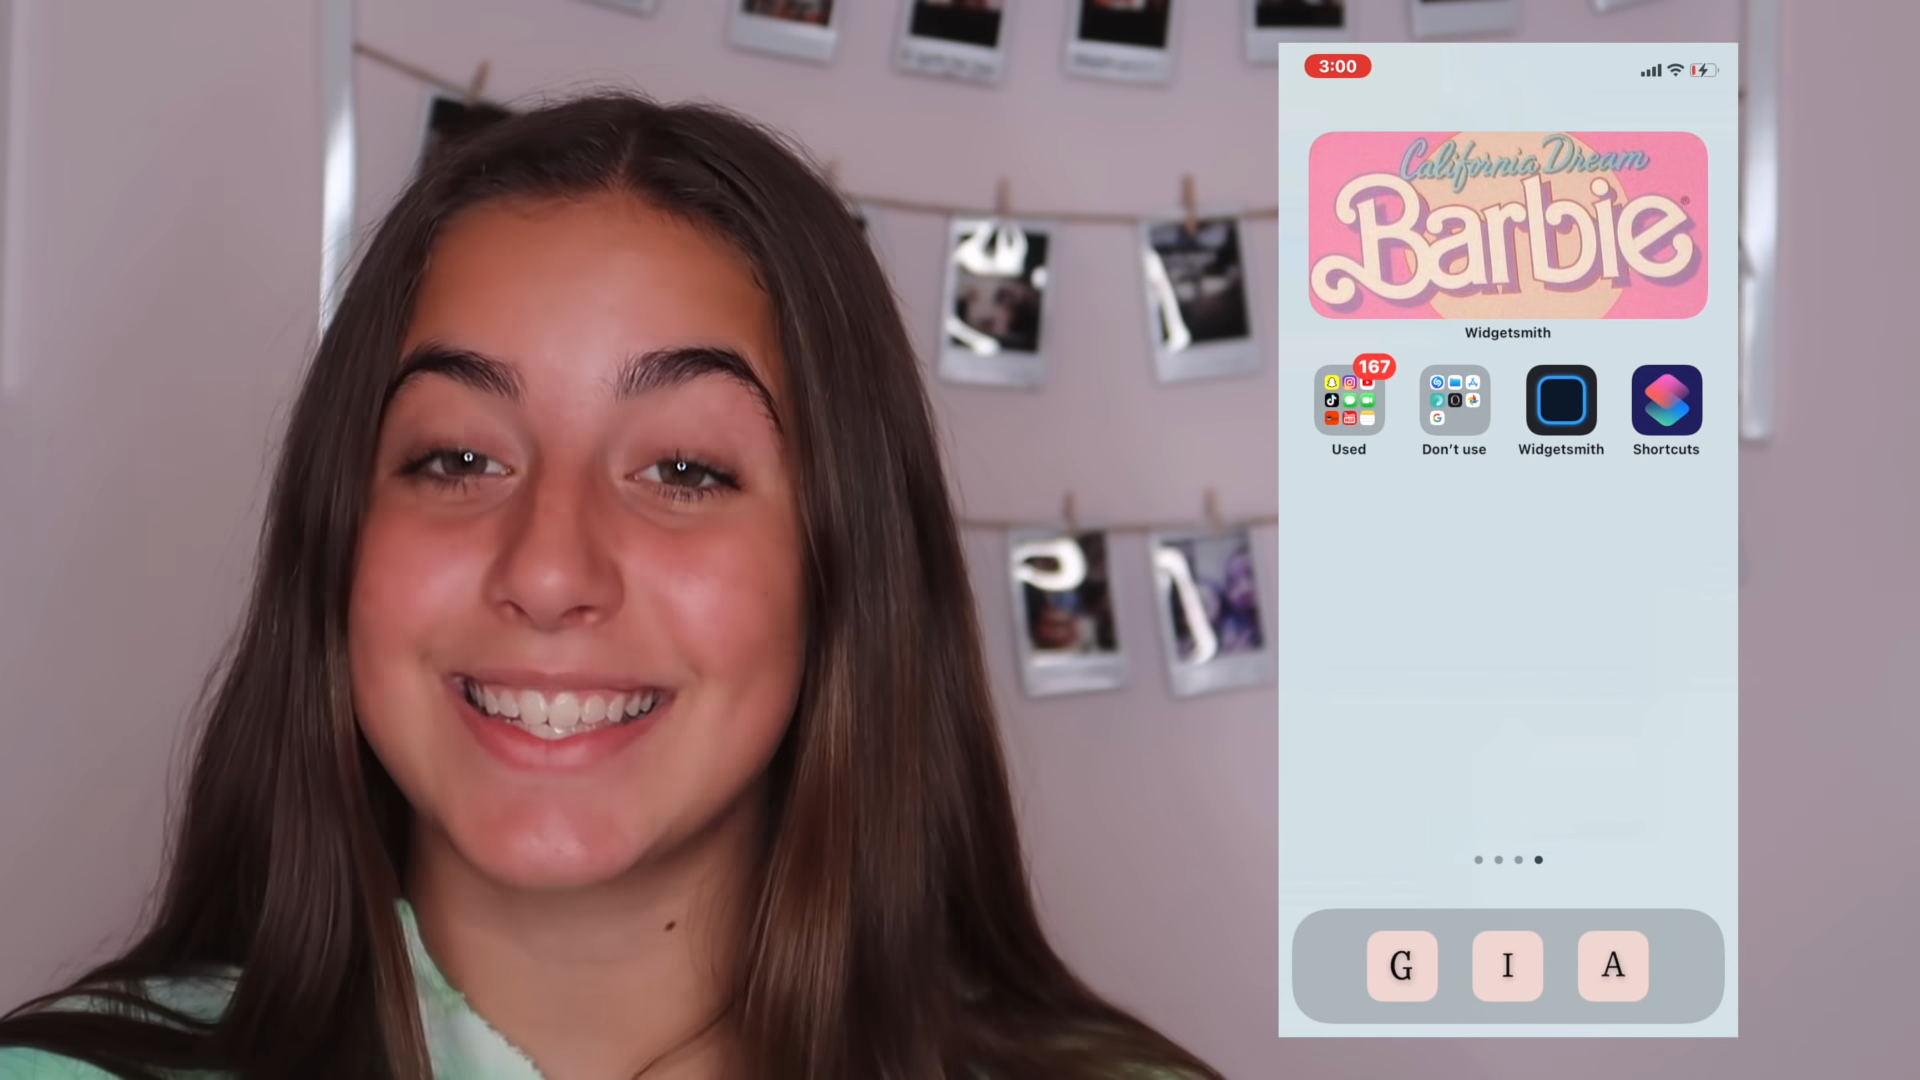 3:00
California Dream
Barbie®
Widgetsmith
167
Used
Don't use
Widgetsmith
Shortcuts
G I A